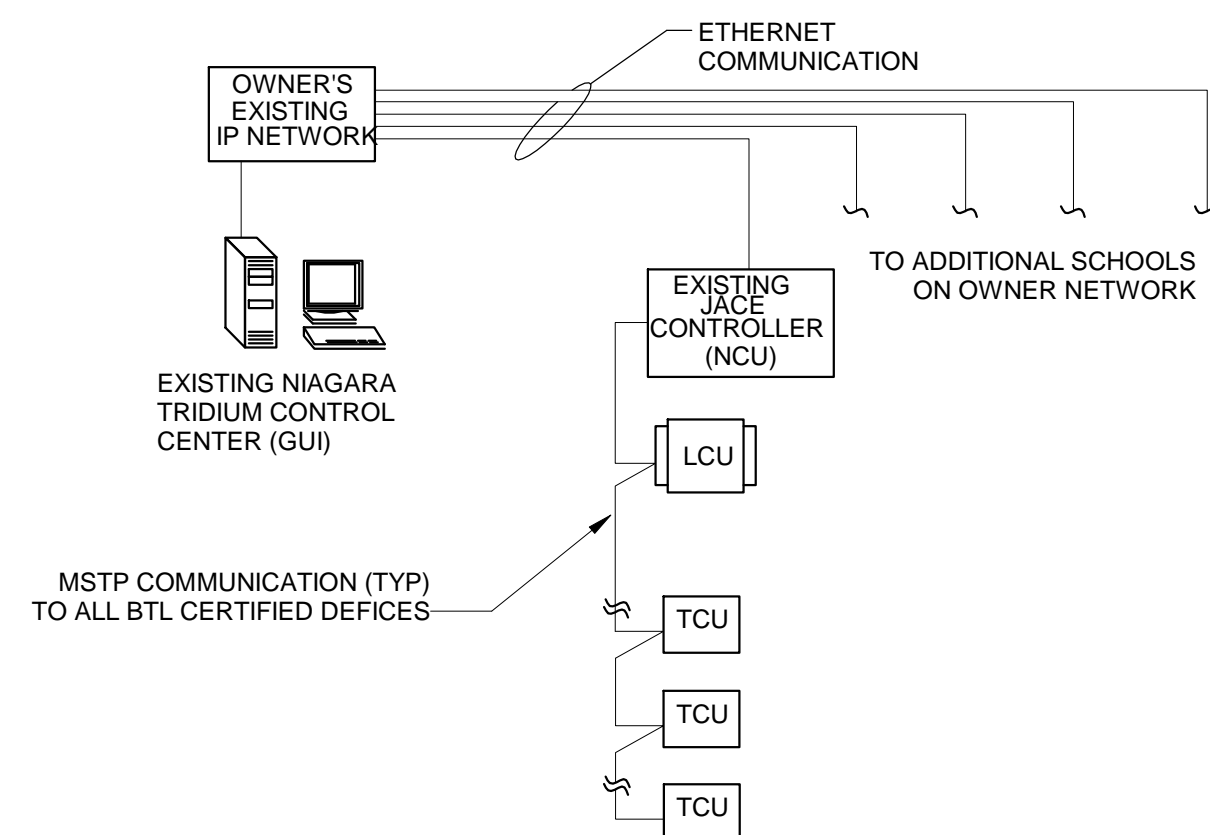 ETHERNET
COMMUNICATION
OWNER'S
EXISTING
IP NETWORK
TO ADDITIONAL SCHOOLS
ON OWNER NETWORK
EXISTING
JACE
CONTROLLER
(NCU)
EXISTING NIAGARA
TRIDIUM CONTROL
CENTER (GUI)
LCU
MSTP COMMUNICATION (TYP)
TO ALL BTL CERTIFIED DEFICES
TCU
TCU
TCU